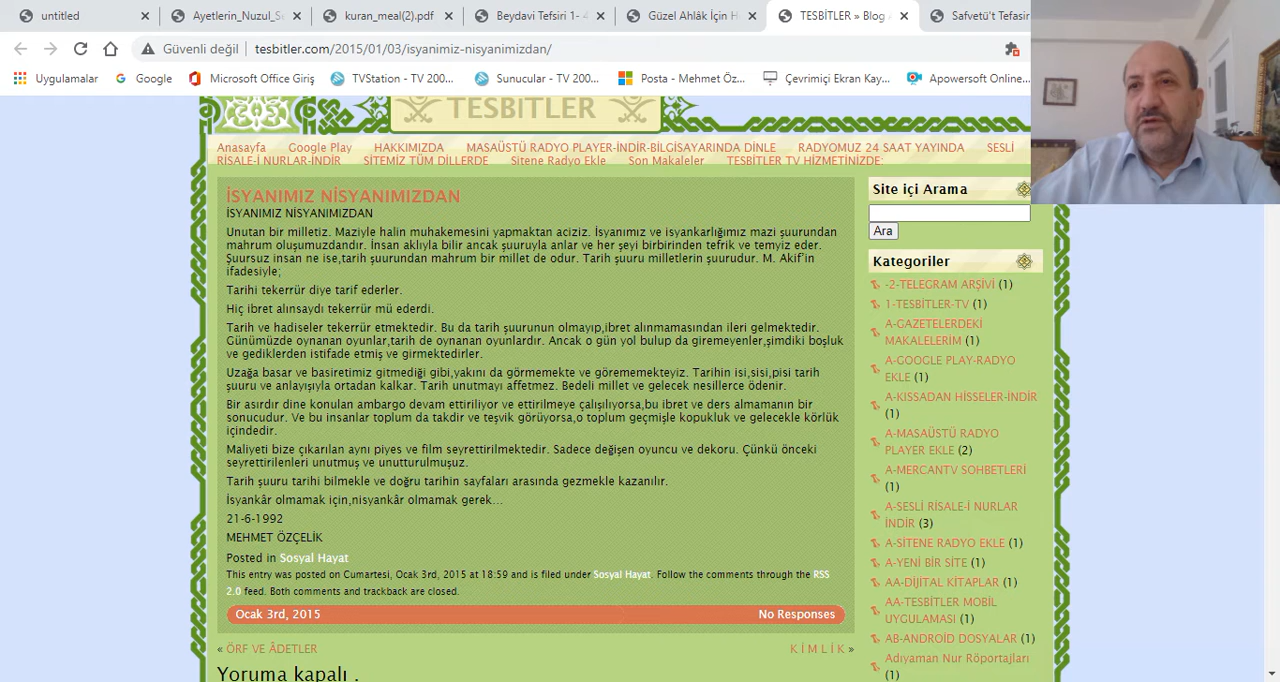 untitled
Ayetlerin_Nuzul_Se
kuran_meal(2).pdf
Beydavi Tefsiri 1- 4
Güzel Ahlâk İçin H
TESBİTLER » Blog
Safvetü't Tefasir
Güvenli değil
tesbitler.com/2015/01/03/isyanimiz-nisyanimizdan/
Uygulamalar
Google
Microsoft Office Giriş
TVStation - TV 200...
Sunucular - TV 200...
Posta - Mehmet Öz...
Çevrimiçi Ekran Kay...
Apowersoft Online...
TESBITLER
Anasayfa Google Play HAKKIMIZDA MASAÜSTÜ RADYO PLAYER-İNDİR-BİLGİSAYARINDA DİNLE RADYOMUZ 24 SAAT YAYINDA SESLİ
RİSALE-İ NURLAR-İNDİR SİTEMİZ TÜM DİLLERDE Sitene Radyo Ekle Son Makaleler TESBİTLER TV HİZMETİNİZDE:
İSYANIMIZ NİSYANIMIZDAN
İSYANIMIZ NİSYANIMIZDAN
Unutan bir milletiz. Maziyle halin muhakemesini yapmaktan aciziz. İsyanımız ve isyankarlığımız mazi şuurundan
mahrum oluşumuzdandır. İnsan aklıyla bilir ancak şuuruyla anlar ve her şeyi birbirinden tefrik ve temyiz eder.
Şuursuz insan ne ise,tarih şuurundan mahrum bir millet de odur. Tarih şuuru milletlerin şuurudur. M. Akif'in
ifadesiyle;
Tarihi tekerrür diye tarif ederler.
Hiç ibret alınsaydı tekerrür mü ederdi.
Tarih ve hadiseler tekerrür etmektedir. Bu da tarih şuurunun olmayıp,ibret alınmamasından ileri gelmektedir.
Günümüzde oynanan oyunlar,tarih de oynanan oyunlardır. Ancak o gün yol bulup da giremeyenler,şimdiki boşluk
ve gediklerden istifade etmiş ve girmektedirler.
Uzağa basar ve basiretimiz gitmediği gibi,yakını da görmemekte ve görememekteyiz. Tarihin isi,sisi,pisi tarih
şuuru ve anlayışıyla ortadan kalkar. Tarih unutmayı affetmez. Bedeli millet ve gelecek nesillerce ödenir.
Bir asırdır dine konulan ambargo devam ettiriliyor ve ettirilmeye çalışılıyorsa,bu ibret ve ders almamanın bir
sonucudur. Ve bu insanlar toplum da takdir ve teşvik görüyorsa,o toplum geçmişle kopukluk ve gelecekle körlük
içindedir.
Maliyeti bize çıkarılan aynı piyes ve film seyrettirilmektedir. Sadece değişen oyuncu ve dekoru. Çünkü önceki
seyrettirilenleri unutmuş ve unutturulmuşuz.
Tarih şuuru tarihi bilmekle ve doğru tarihin sayfaları arasında gezmekle kazanılır.
İsyankâr olmamak için,nisyankâr olmamak gerek...
21-6-1992
MEHMET ÖZÇELİK
Posted in Sosyal Hayat
This entry was posted on Cumartesi, Ocak 3rd, 2015 at 18:59 and is filed under Sosyal Hayat. Follow the comments through the RSS
2.0 feed. Both comments and trackback are closed.
Ocak 3rd, 2015 No Responses
« ÖRF VE ÂDETLER
K İ M L İ K »
Yoruma kapalı .
Site içi Arama
Ara
Kategoriler
-2-TELEGRAM ARŞİVİ (1)
1-TESBİTLER-TV (1)
A-GAZETELERDEKİ
MAKALELERİM (1)
A-GOOGLE PLAY-RADYO
EKLE (1)
A-KISSADAN HİSSELER-İNDİR
(1)
A-MASAÜSTÜ RADYO
PLAYER EKLE (2)
A-MERCANTV SOHBETLERİ
(1)
A-SESLİ RİSALE-İ NURLAR
İNDİR (3)
A-SİTENE RADYO EKLE (1)
A-YENİ BİR SİTE (1)
AA-DİJİTAL KİTAPLAR (1)
AA-TESBİTLER MOBİL
UYGULAMASI (1)
AB-ANDROİD DOSYALAR (1)
Adıyaman Nur Röportajları
(1)